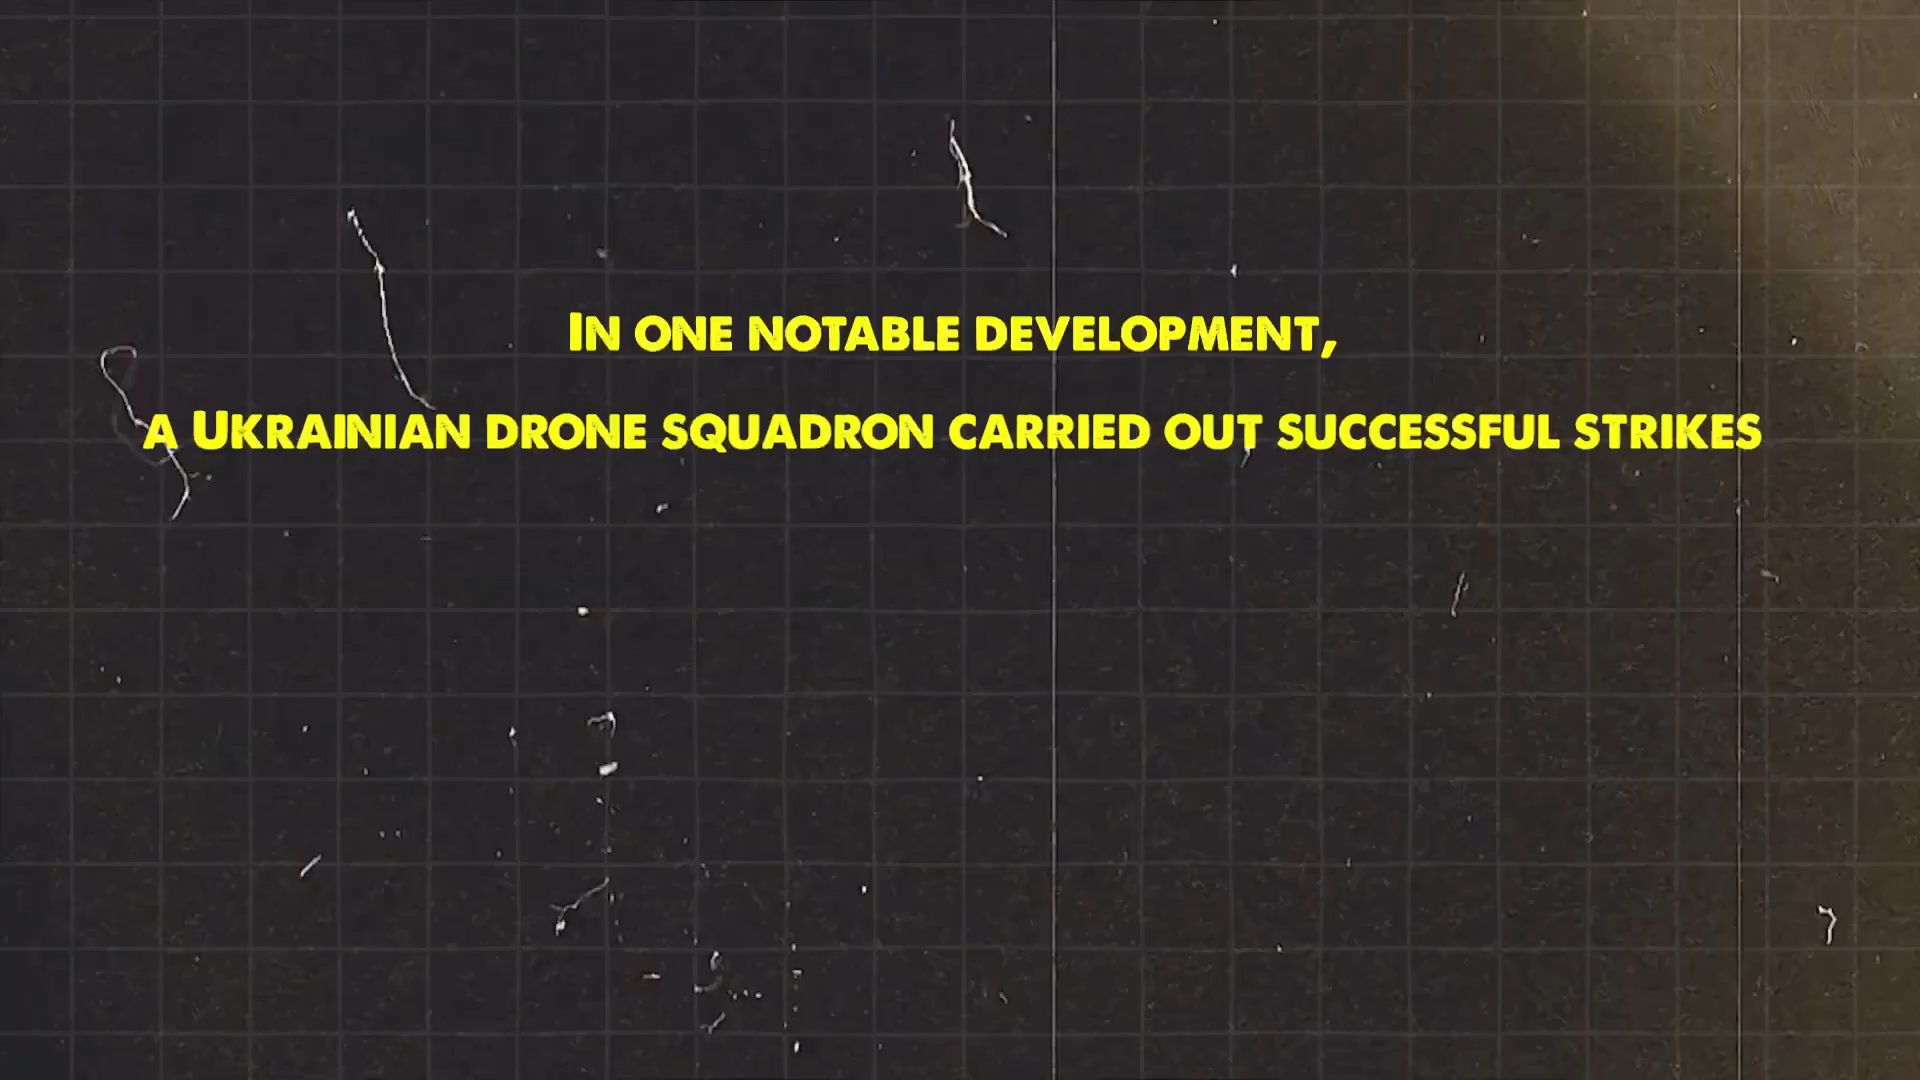 In one notable development,
a Ukrainian drone squadron carried out successful strikes